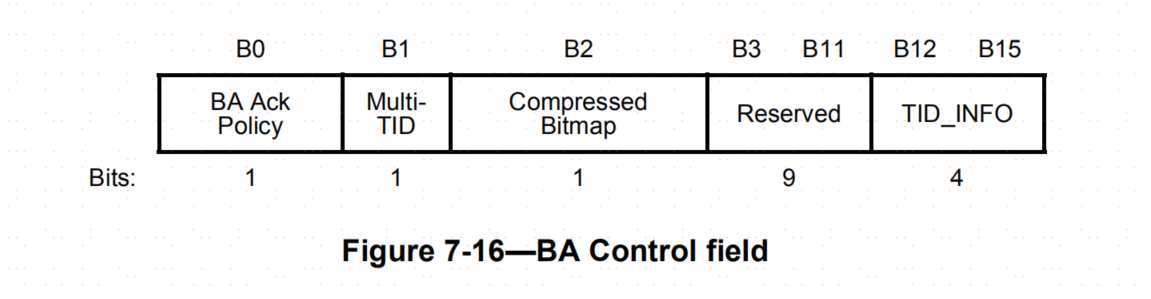 B0 B1 B2 B3 B11 B12 B15
BA Ack Multi- Compressed Reserved TID_INFO
Policy TID Bitmap
Bits: 1 1 1 9 4
Figure 7-16—BA Control field